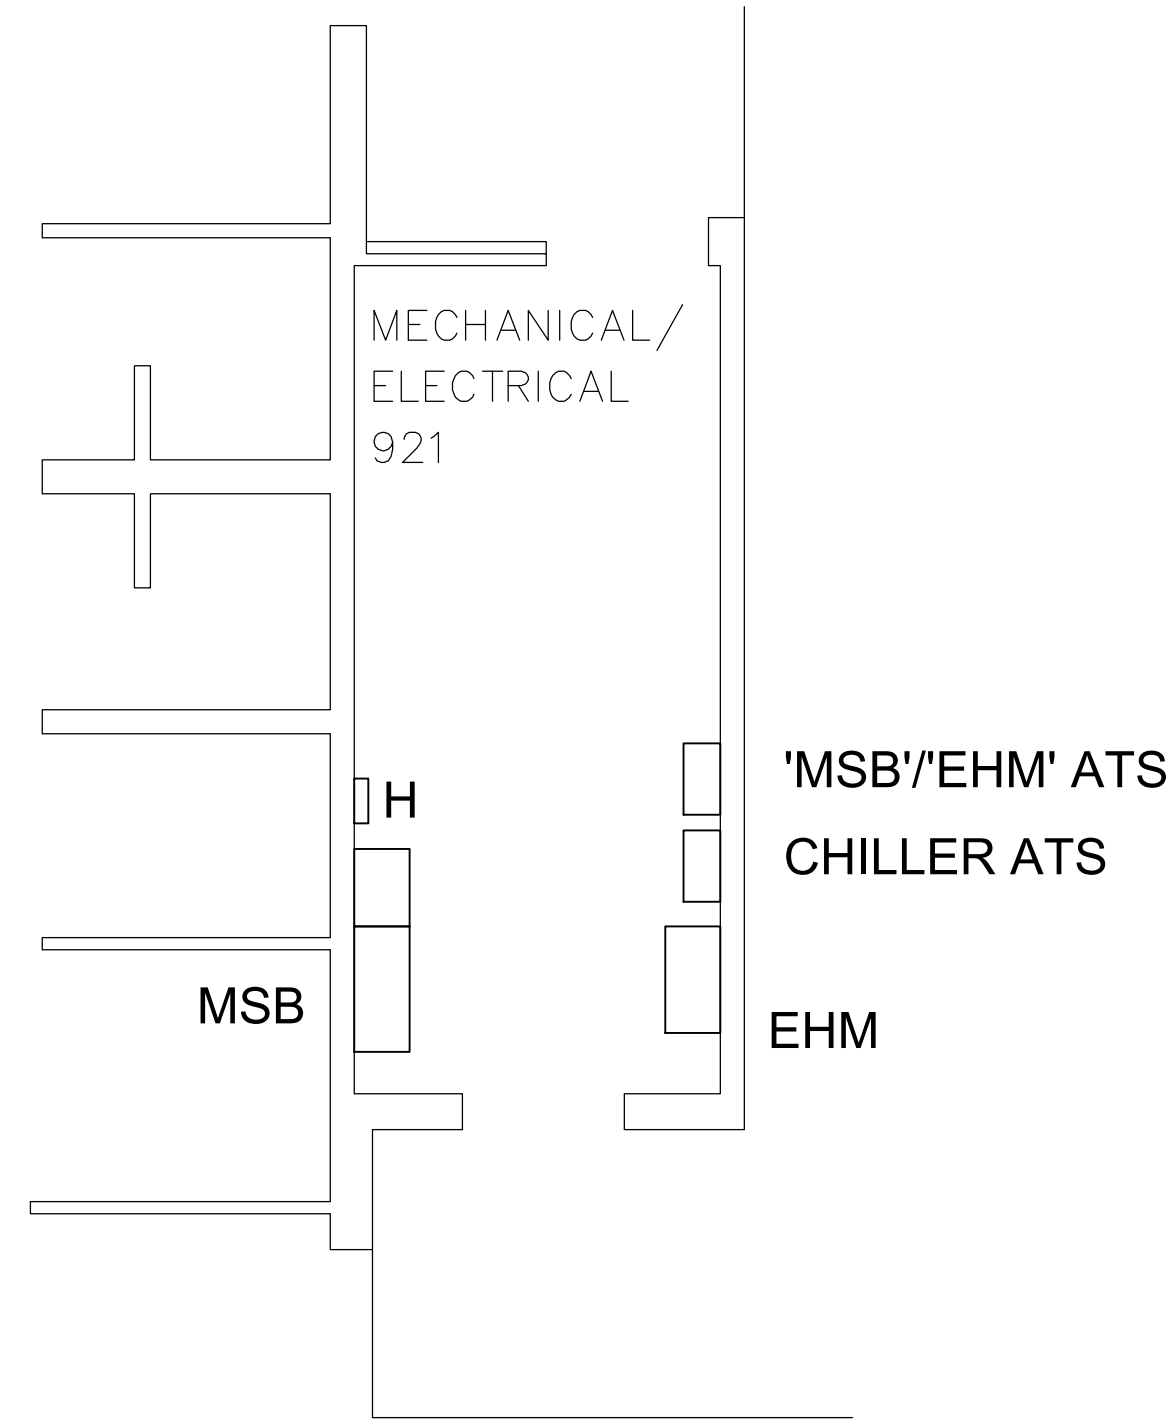 MECHANICAL/
ELECTRICAL
921
'MSB'/'EHM' ATS
H
CHILLER ATS
MSB
EHM